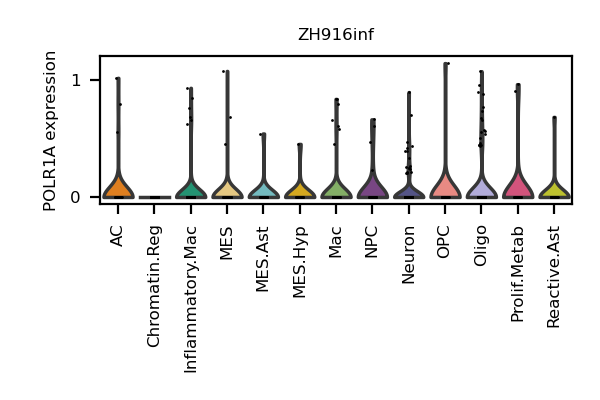 ZH916inf
POLR1A expression
1
0
AC
Chromatin.Reg
Inflammatory.Mac
MES
MES.Ast
MES.Hyp
Mac
NPC
Neuron
OPC
Oligo
Prolif.Metab
Reactive.Ast